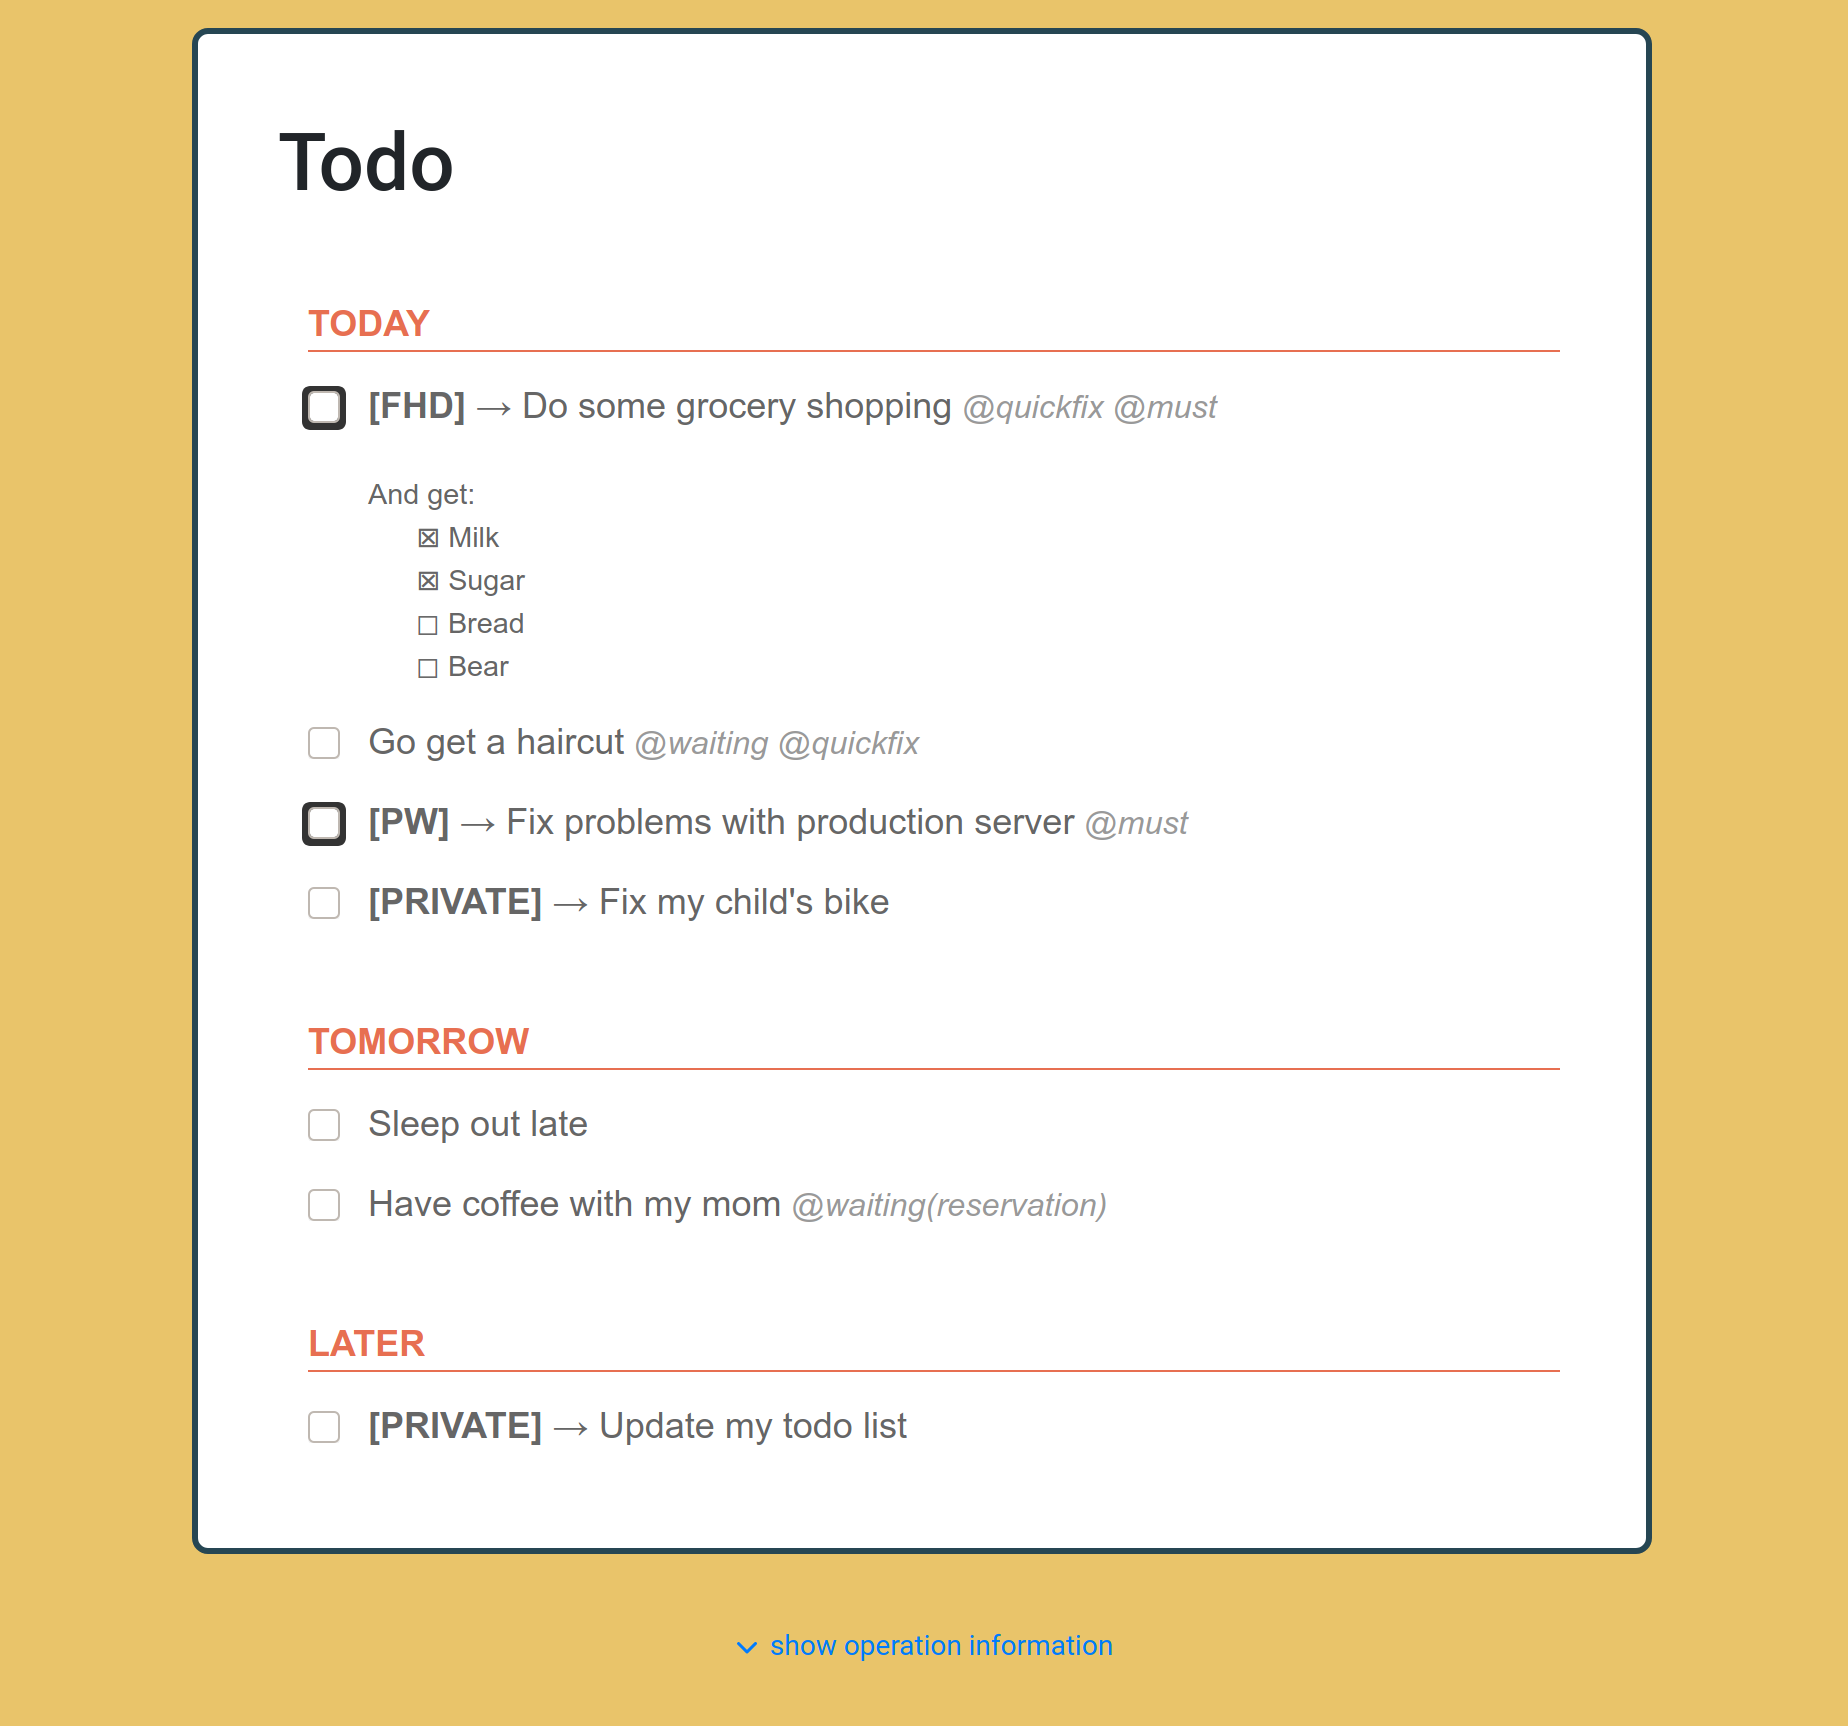 Todo
TODAY
[FHD] → Do some grocery shopping @quickfix @must
And get:
☒ Milk
☒ Sugar
☐ Bread
☐ Bear
Go get a haircut @waiting @quickfix
[PW] → Fix problems with production server @must
[PRIVATE] → Fix my child's bike
TOMORROW
Sleep out late
Have coffee with my mom @waiting(reservation)
LATER
[PRIVATE] → Update my todo list
show operation information